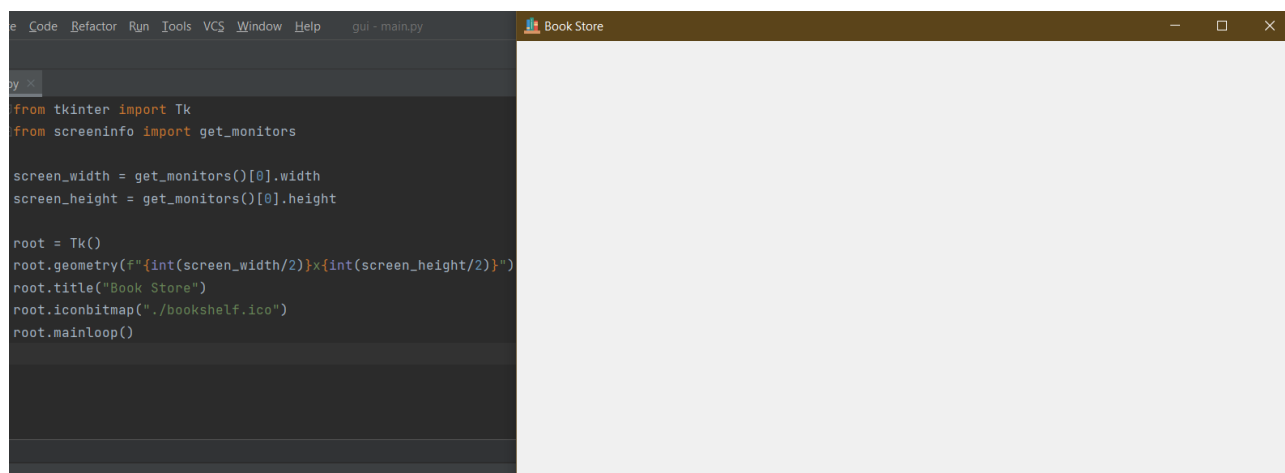 Code Refactor Run Tools VCS Window Help gui - main.py
py
from tkinter import Tk
from screeninfo import get_monitors
screen_width = get_monitors()[0].width
screen_height = get_monitors()[0].height
root = Tk()
root.geometry(f"{int(screen_width/2)}x{int(screen_height/2)}")
root.title("Book Store")
root.iconbitmap("./bookshelf.ico")
root.mainloop()
Book Store